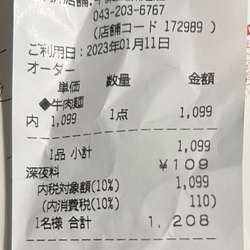 043-203-6767
(店舗コード 172989 )
ご利用日:2023年01月11日
オーダー
単価 数量 金額
◆牛肉麺
内 1,099 1点 1,099
1品 小計 1,099
深夜料 ¥109
内税対象額(10%) 1,099
(内消費税(10%) 110)
1名様 合計 1,208